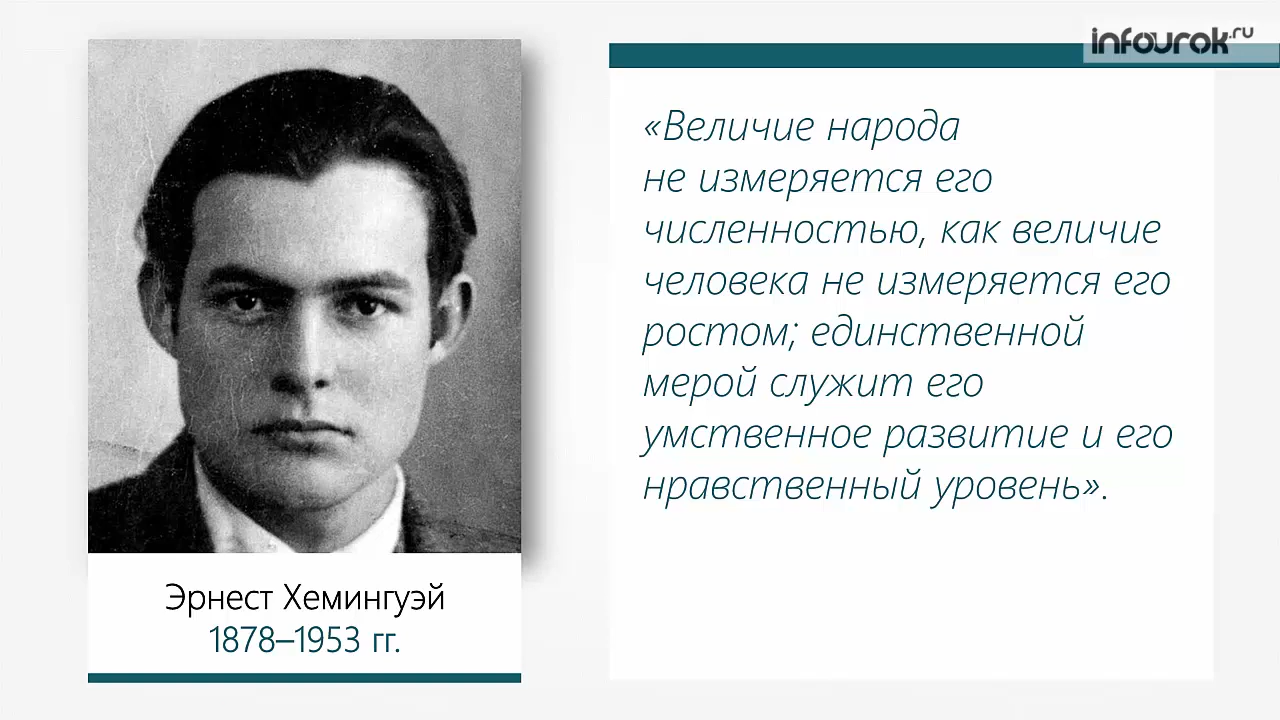 infourok.ru
«Величие народа
не измеряется его
численностью, как величие
человека не измеряется его
ростом; единственной
мерой служит его
умственное развитие и его
нравственный уровень».
Эрнест Хемингуэй
1878–1953 гг.